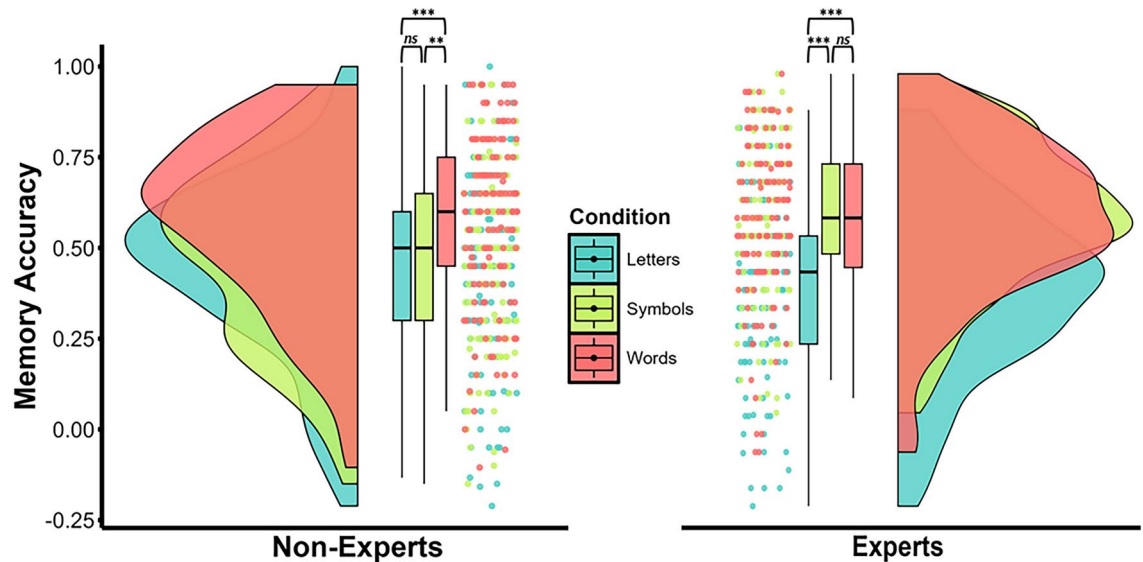 *** ***
ns ** *** ns
1.00
0.75
0.50
0.25
0.00
-0.25
Memory Accuracy
Condition
Letters
Symbols
Words
Non-Experts Experts